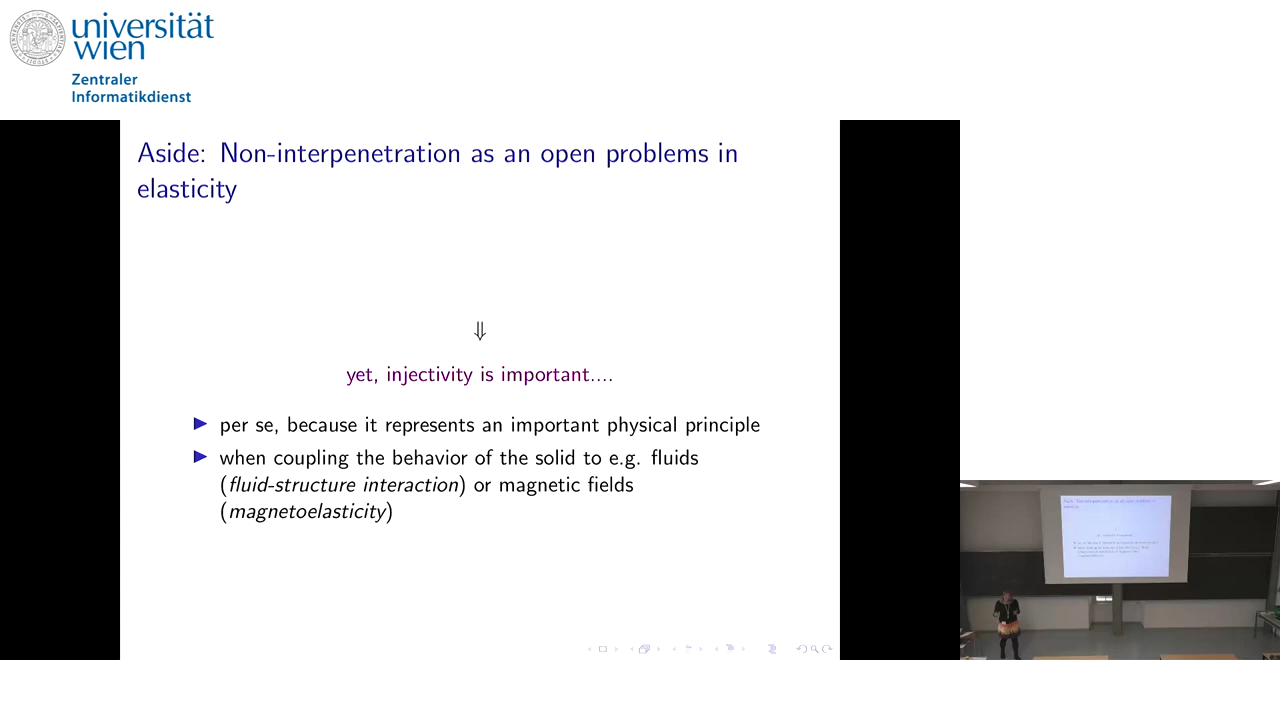 universität
wien
Zentraler
Informatikdienst
Aside: Non-interpenetration as an open problems in
elasticity
⇓
yet, injectivity is important....
▶ per se, because it represents an important physical principle
▶ when coupling the behavior of the solid to e.g. fluids
(fluid-structure interaction) or magnetic fields
(magnetoelasticity)